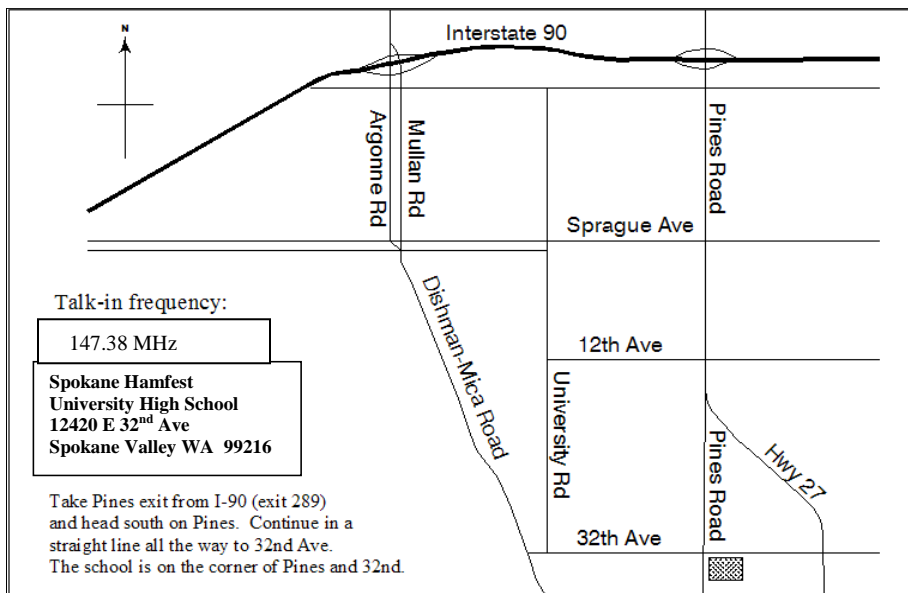 N
Interstate 90
Argonne Rd
Mullan Rd
Pines Road
Sprague Ave
Dishman-Mica Road
12th Ave
University Rd
Pines Road
Hwy 27
32th Ave
Talk-in frequency:
147.38 MHz
Spokane Hamfest
University High School
12420 E 32nd Ave
Spokane Valley WA 99216
Take Pines exit from I-90 (exit 289)
and head south on Pines. Continue in a
straight line all the way to 32nd Ave.
The school is on the corner of Pines and 32nd.